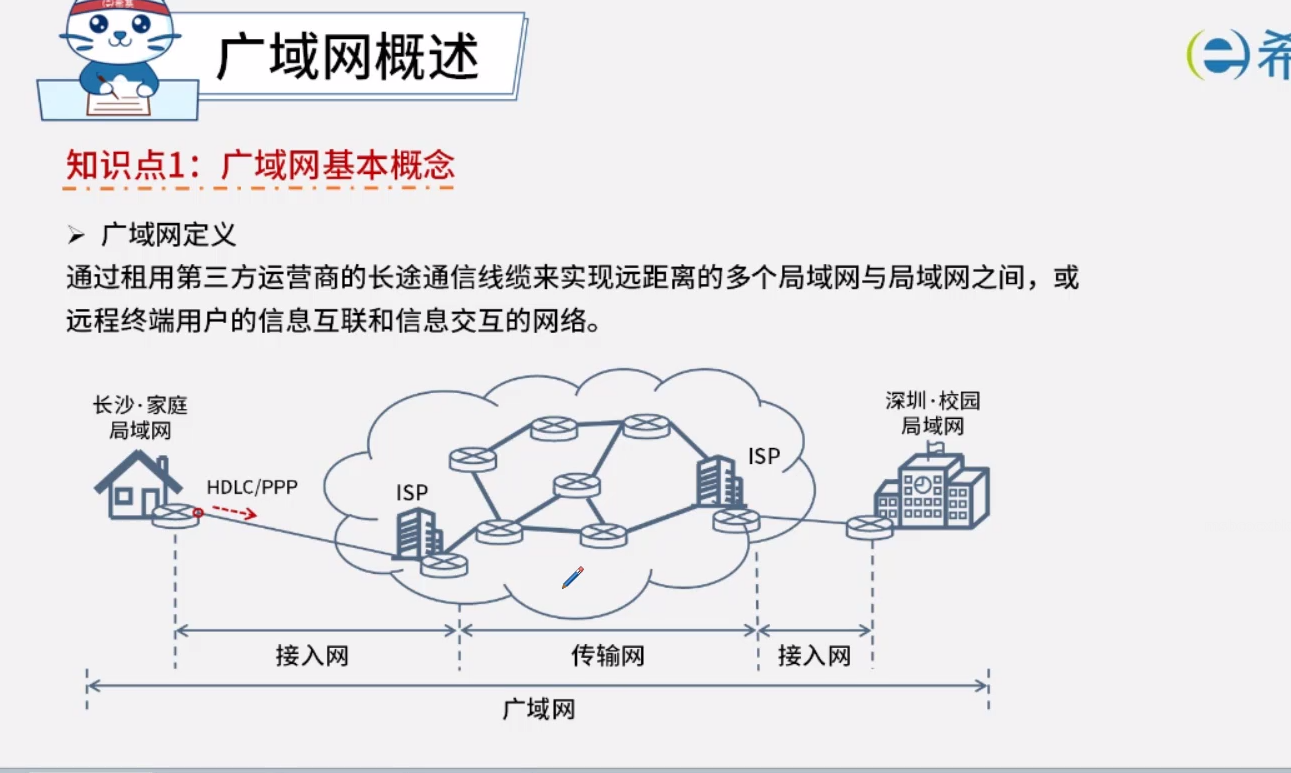 广域网概述
希
知识点1：广域网基本概念
➢ 广域网定义
通过租用第三方运营商的长途通信线缆来实现远距离的多个局域网与局域网之间，或
远程终端用户的信息互联和信息交互的网络。
长沙·家庭
局域网
深圳·校园
局域网
ISP
HDLC/PPP
ISP
接入网
传输网
接入网
广域网